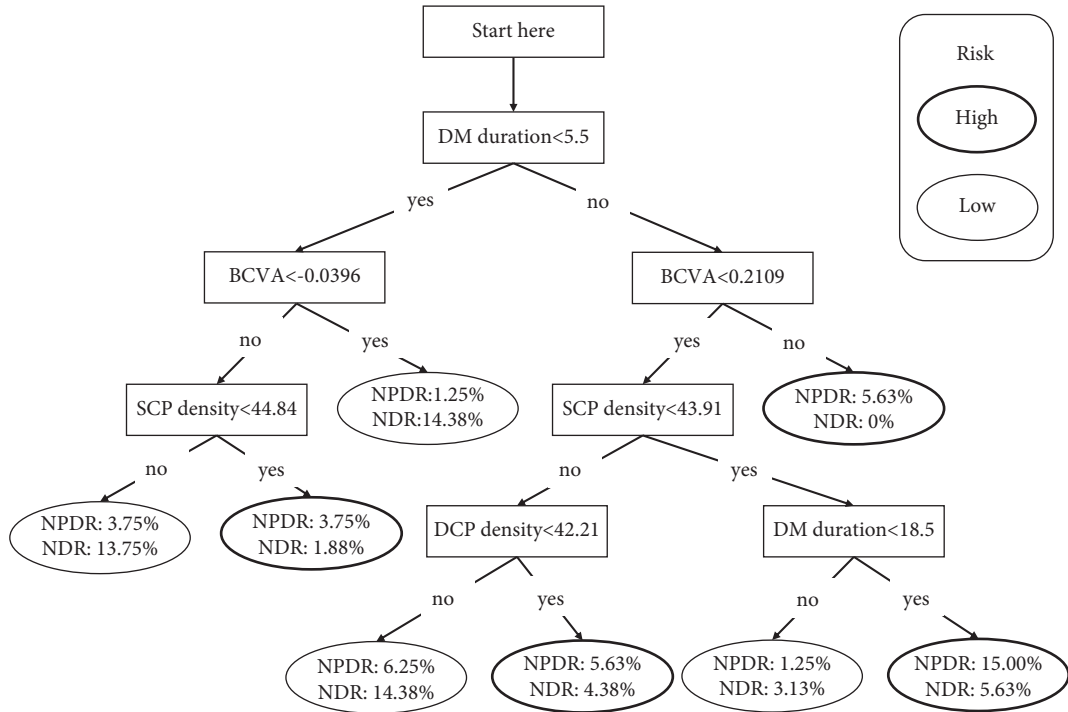 Start here
Risk
High
Low
DM duration<5.5
yes
no
BCVA<-0.0396
BCVA<0.2109
no
yes
yes
no
SCP density<44.84
NPDR:1.25%
NDR:14.38%
SCP density<43.91
NPDR: 5.63%
NDR: 0%
no
yes
no
yes
NPDR: 3.75%
NDR: 13.75%
NPDR: 3.75%
NDR: 1.88%
DCP density<42.21
DM duration<18.5
no
yes
no
yes
NPDR: 6.25%
NDR: 14.38%
NPDR: 5.63%
NDR: 4.38%
NPDR: 1.25%
NDR: 3.13%
NPDR: 15.00%
NDR: 5.63%